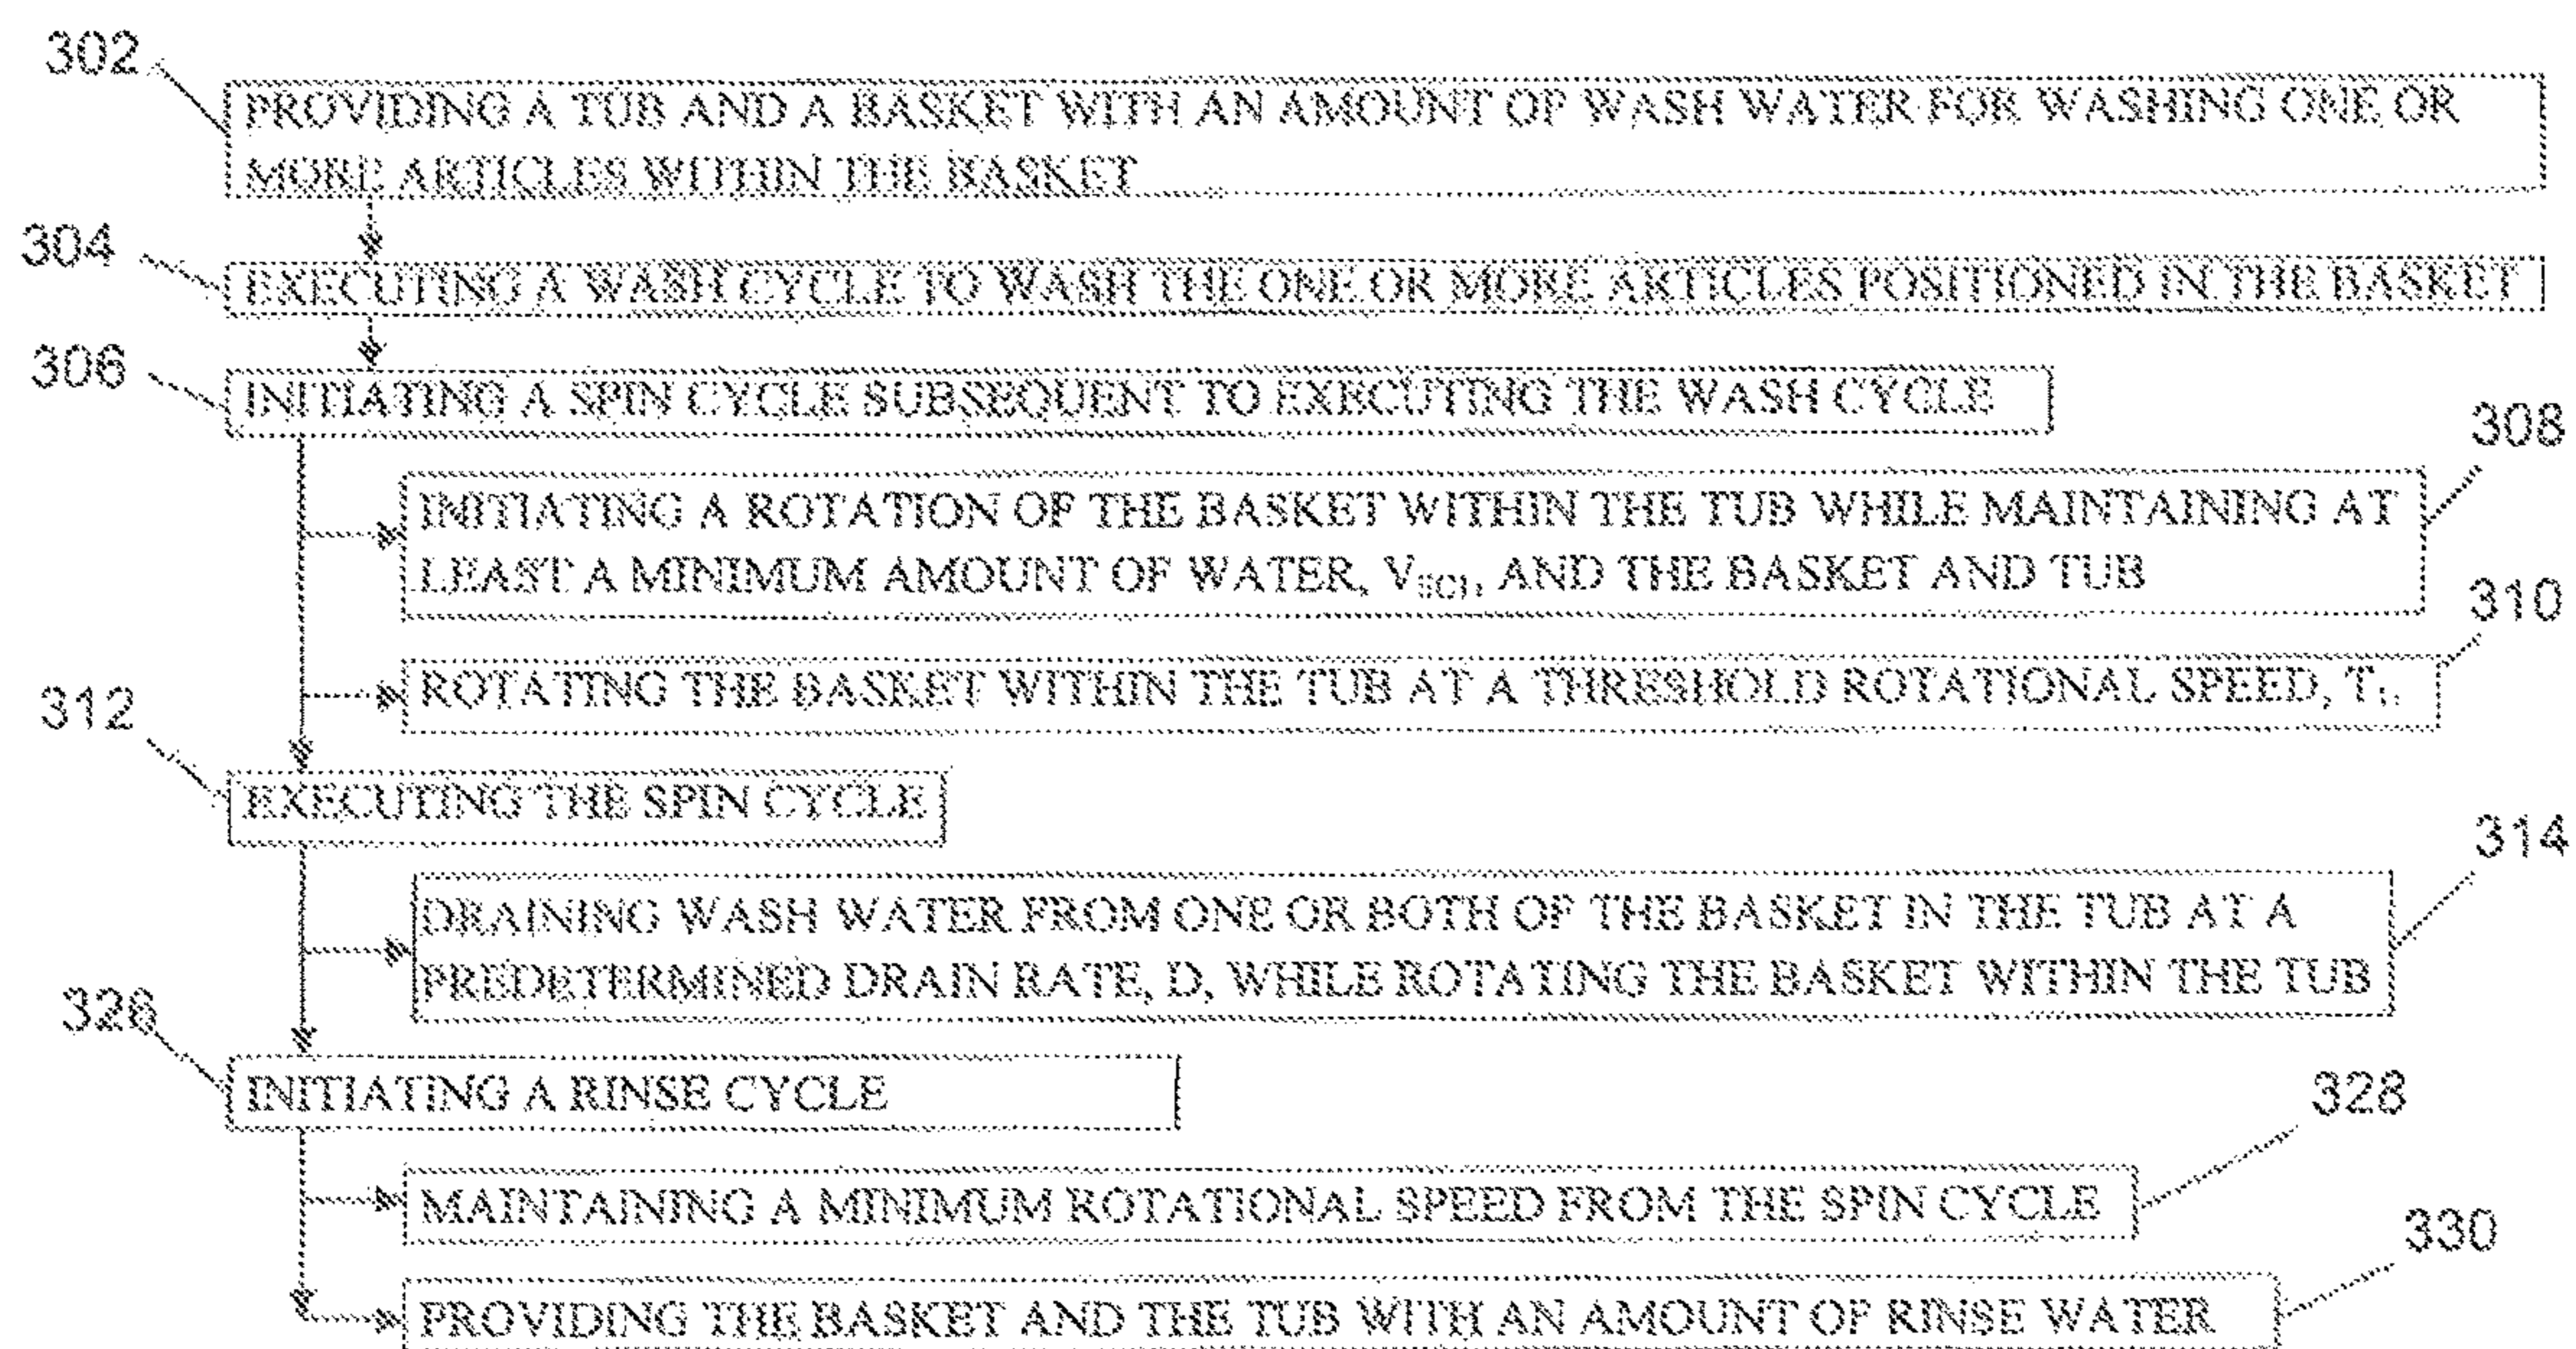 302
PROVIDING A TUB AND A BASKET WITH AN AMOUNT OF WASH WATER FOR WASHING ONE OR
MORE ARTICLES WITHIN THE BASKET
304
EXECUTING A WASH CYCLE TO WASH THE ONE OR MORE ARTICLES POSITIONED IN THE BASKET
306
INITIATING A SPIN CYCLE SUBSEQUENT TO EXECUTING THE WASH CYCLE
308
INITIATING A ROTATION OF THE BASKET WITHIN THE TUB WHILE MAINTAINING AT
LEAST A MINIMUM AMOUNT OF WATER, AND THE BASKET AND TUB
310
ROTATING THE BASKET WITHIN THE TUB AT A THRESHOLD ROTATIONAL SPEED,
312
EXECUTING THE SPIN CYCLE
314
DRAINING WASH WATER FROM ONE OR BOTH OF THE BASKET IN THE TUB AT A
PREDETERMINED DRAIN RATE, D, WHILE ROTATING THE BASKET WITHIN THE TUB
326
INITIATING A RINSE CYCLE
328
MAINTAINING A MINIMUM ROTATIONAL SPEED FROM THE SPIN CYCLE
330
PROVIDING THE BASKET AND THE TUB WITH AN AMOUNT OF RINSE WATER